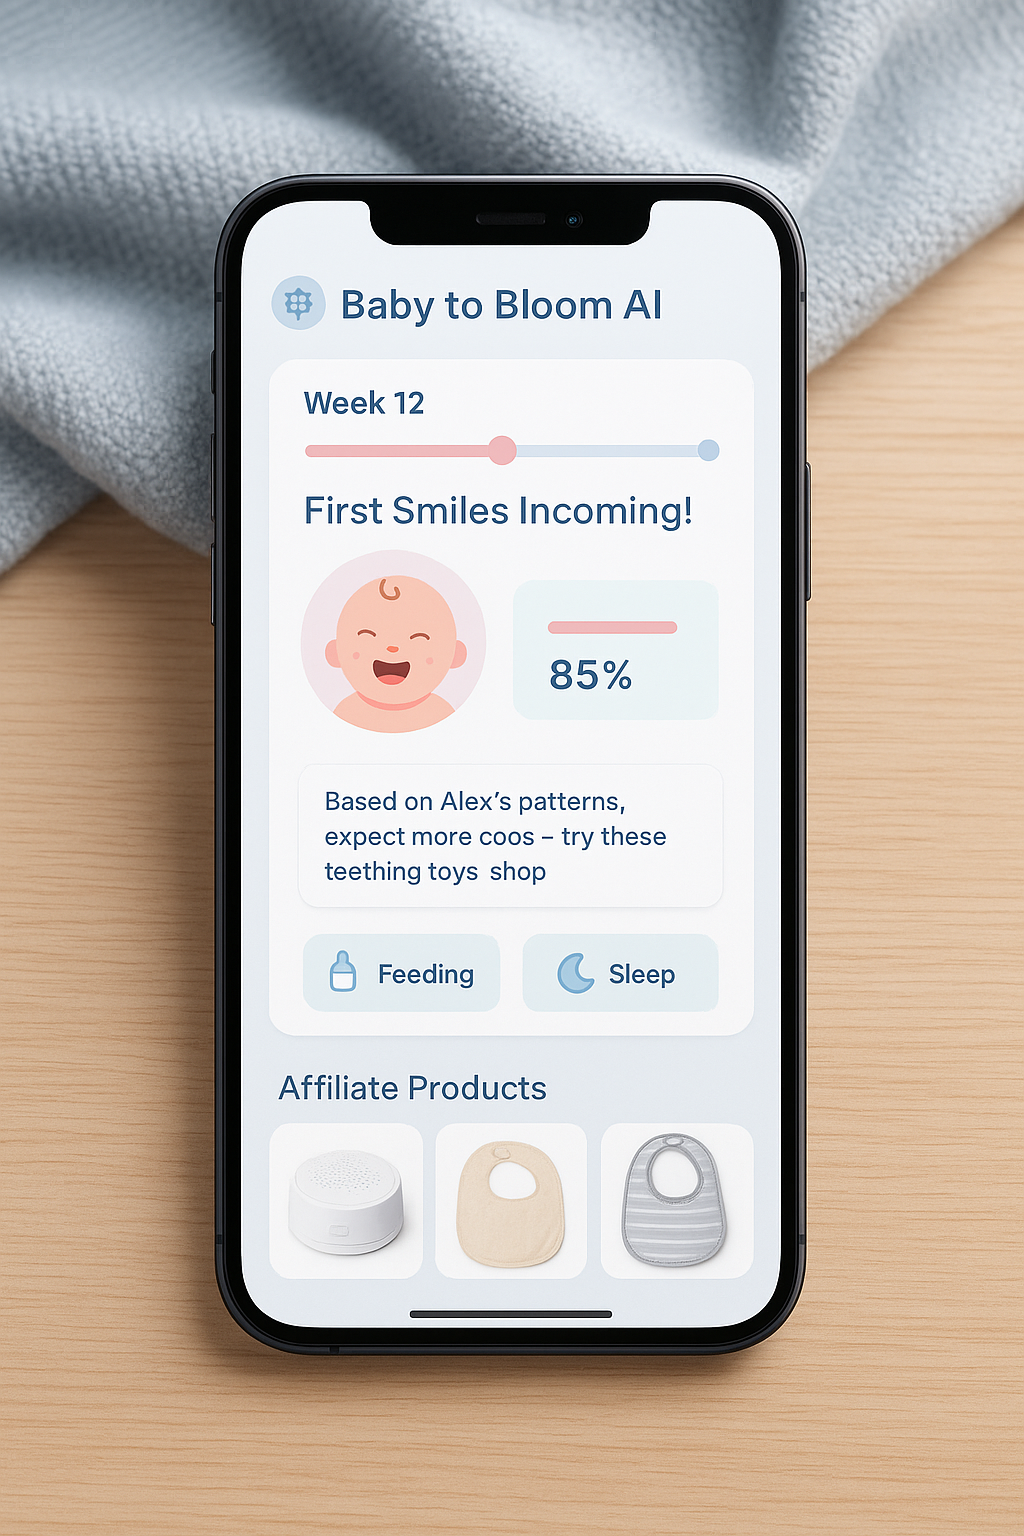 Baby to Bloom AI
Week 12
First Smiles Incoming!
85%
Based on Alex’s patterns,
expect more coos – try these
teething toys  shop
Feeding
Sleep
Affiliate Products